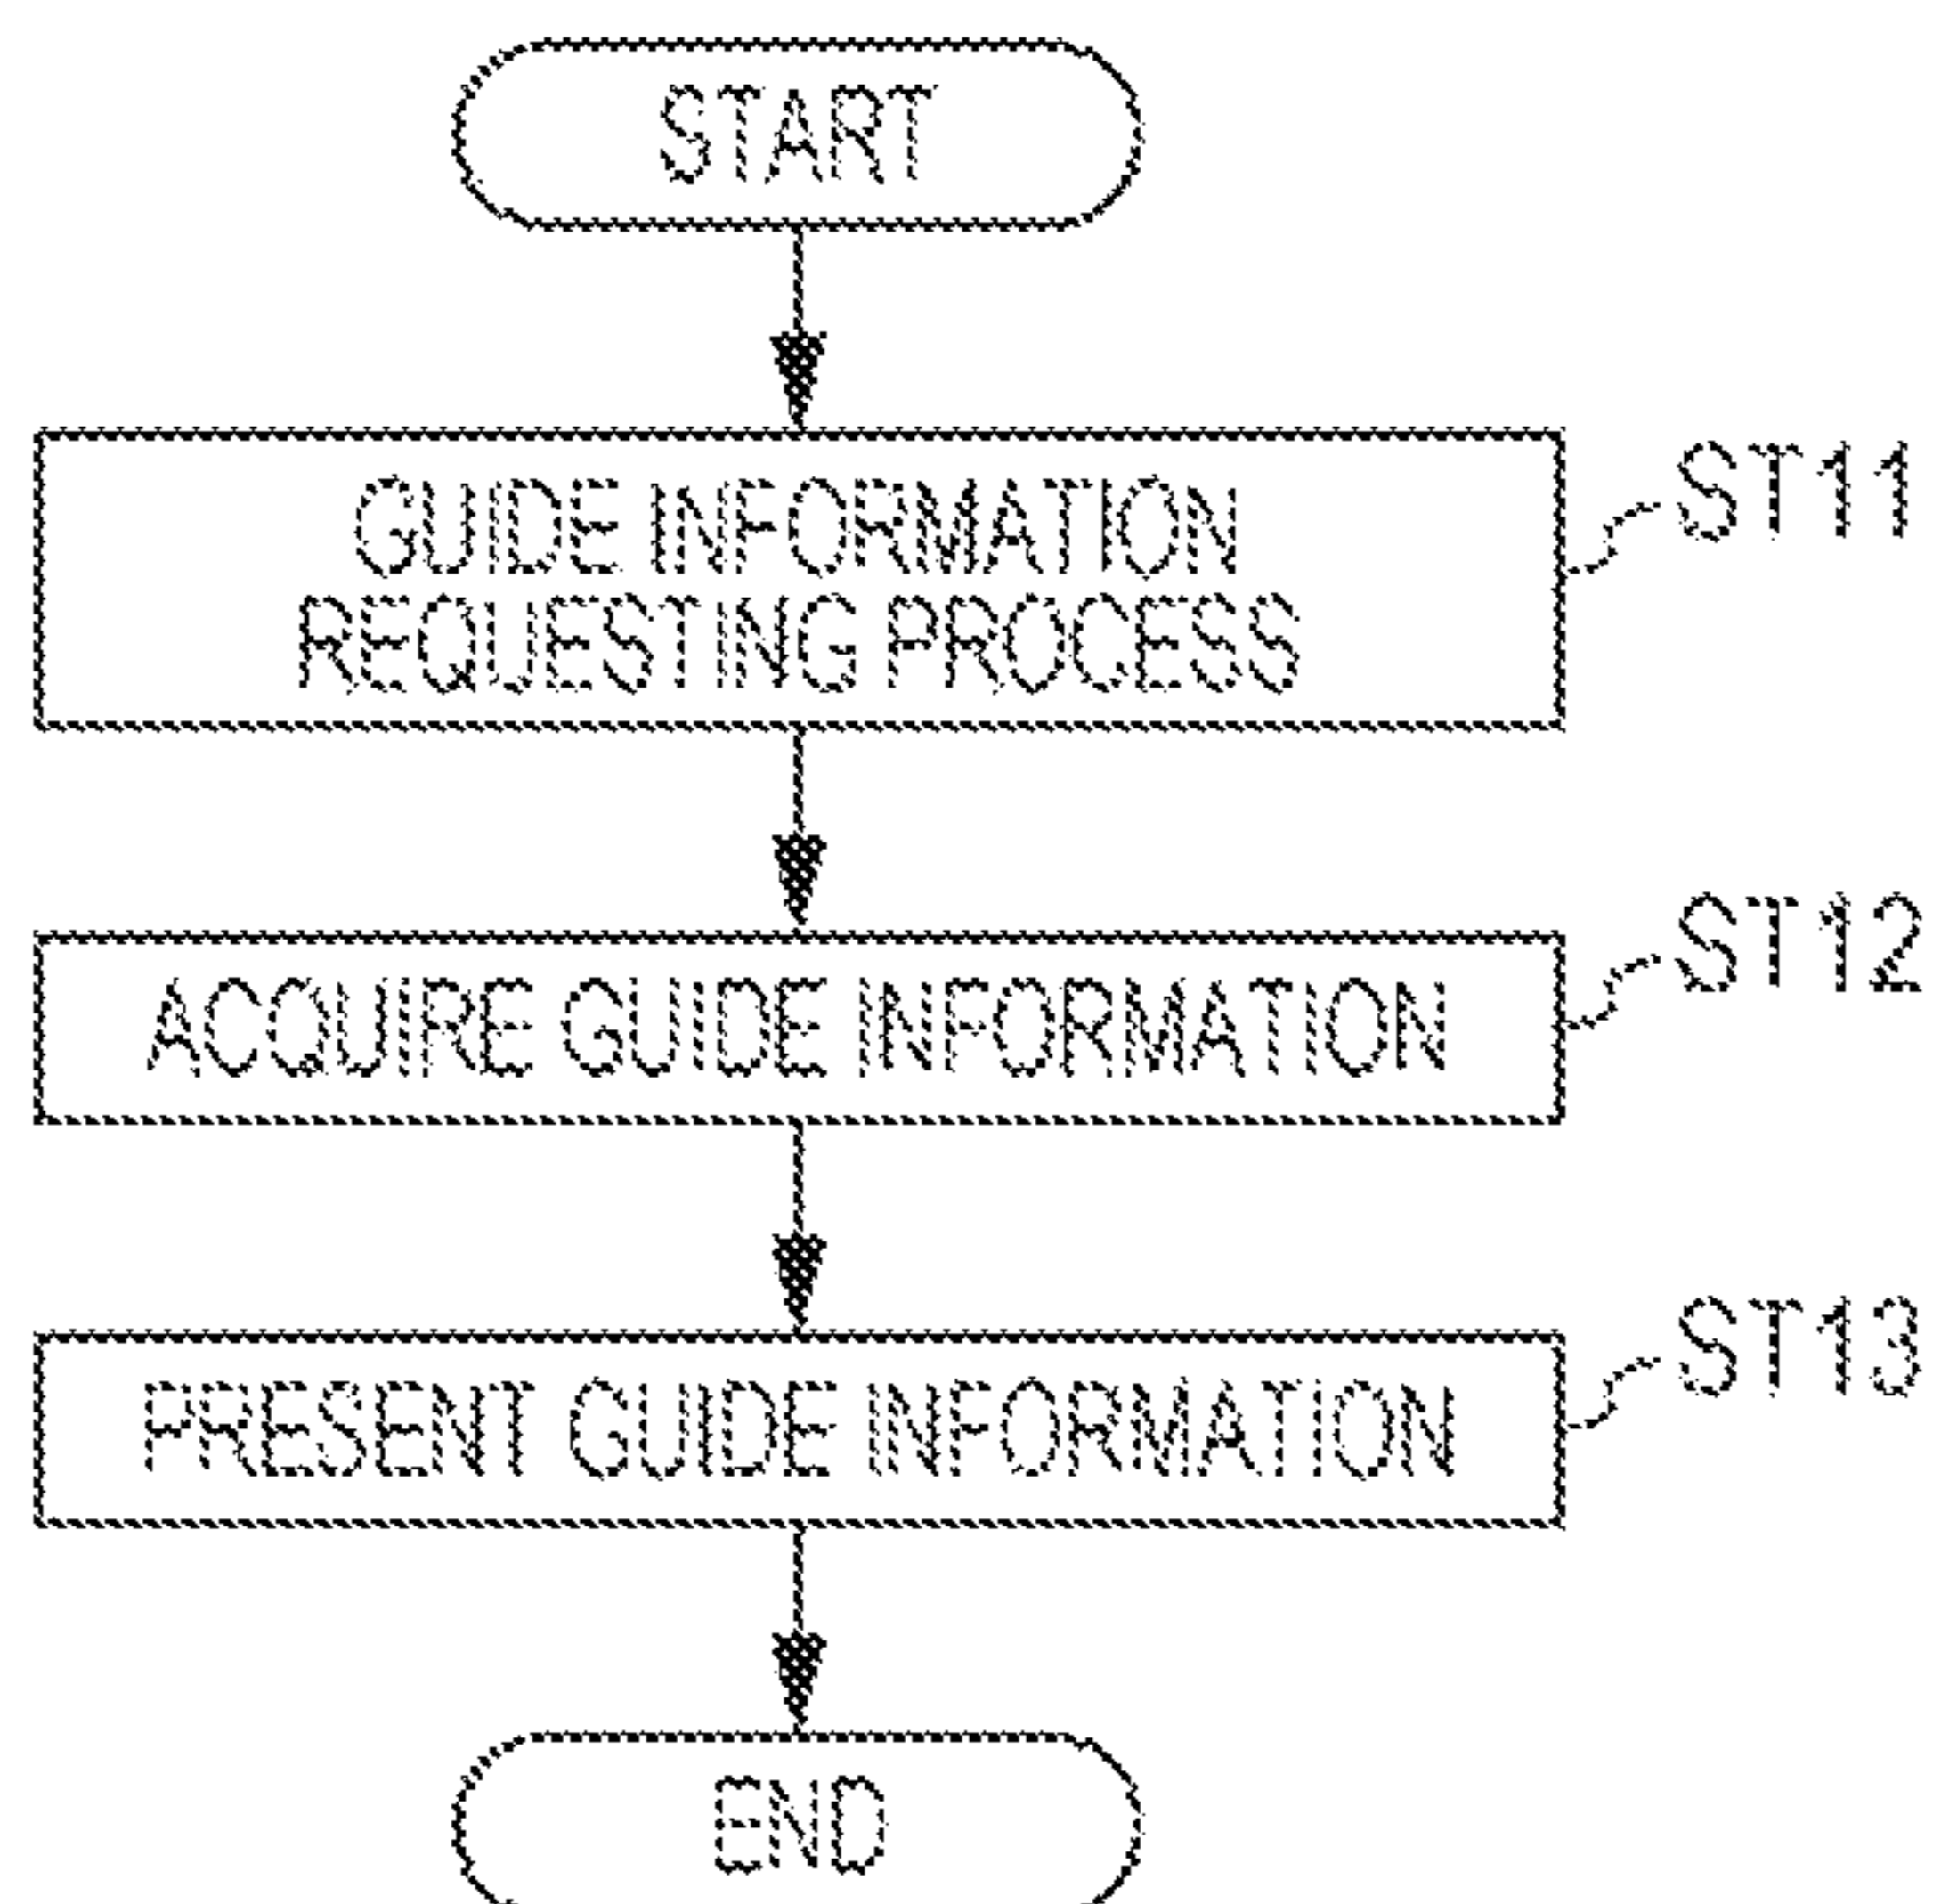 START
GUIDE INFORMATION
REQUESTING PROCESS
ST11
ACQUIRE GUIDE INFORMATION
ST12
PRESENT GUIDE INFORMATION
ST13
END